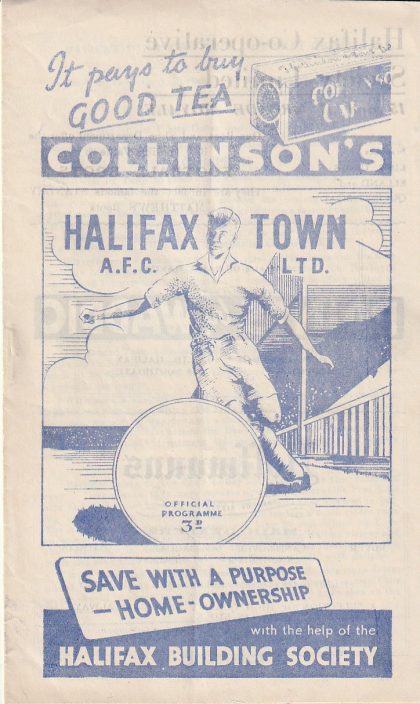 It pays to buy
GOOD TEA
COLLINSON'S
HALIFAX TOWN
A.F.C. LTD.
OFFICIAL
PROGRAMME
3D
SAVE WITH A PURPOSE
— HOME-OWNERSHIP
with the help of the
HALIFAX BUILDING SOCIETY